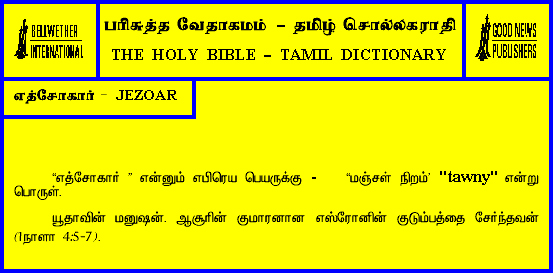 BELLWETHER
INTERNATIONAL
பரிசுத்த வேதாகமம் – தமிழ் சொல்லகராதி
THE HOLY BIBLE – TAMIL DICTIONARY
GOOD NEWS
PUBLISHERS
எத்சோகார் – JEZOAR
“எத்சோகார் ” என்னும் எபிரெய பெயருக்கு - “மஞ்சள் நிறம்’ "tawny" என்று
பொருள்.
யூதாவின் மனுஷன். ஆசூரின் குமாரனான எஸ்ரோனின் குடும்பத்தை சேர்ந்தவன்
(1நாளா 4:5-7).